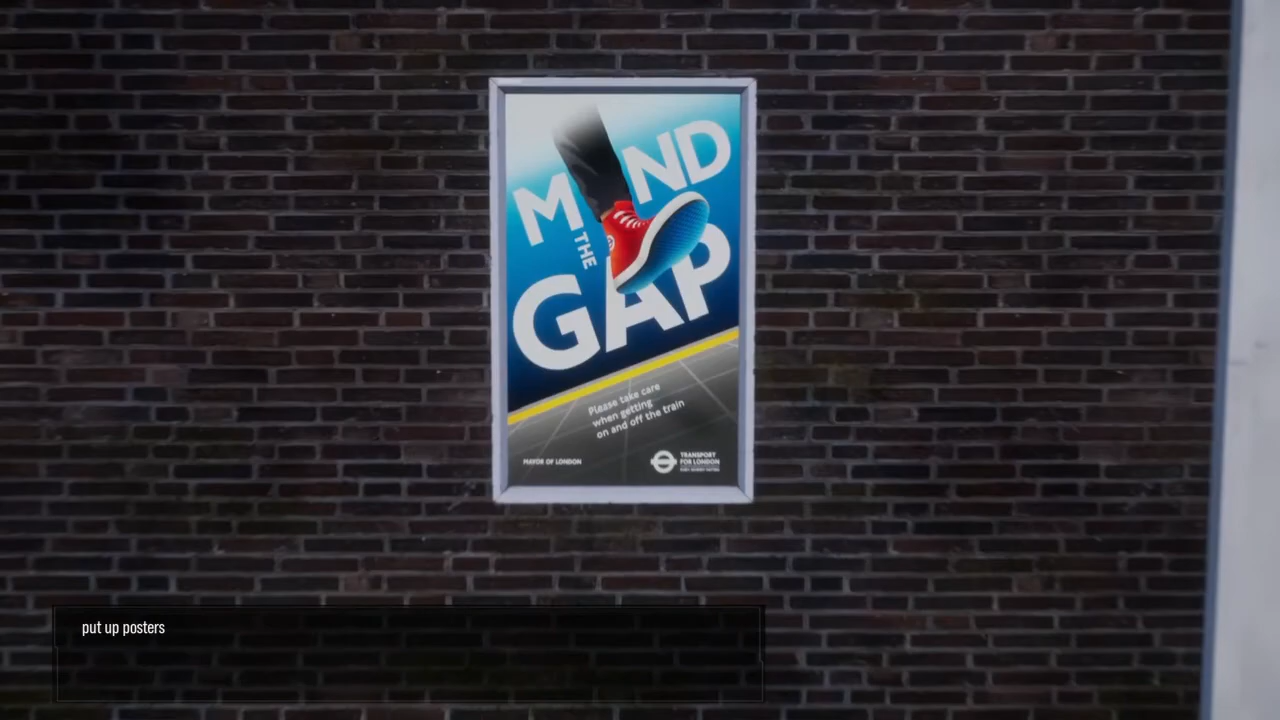 M ND
THE
GAP
Please take care
when getting
on and off the train
MAYOR OF LONDON
TRANSPORT
FOR LONDON
put up posters